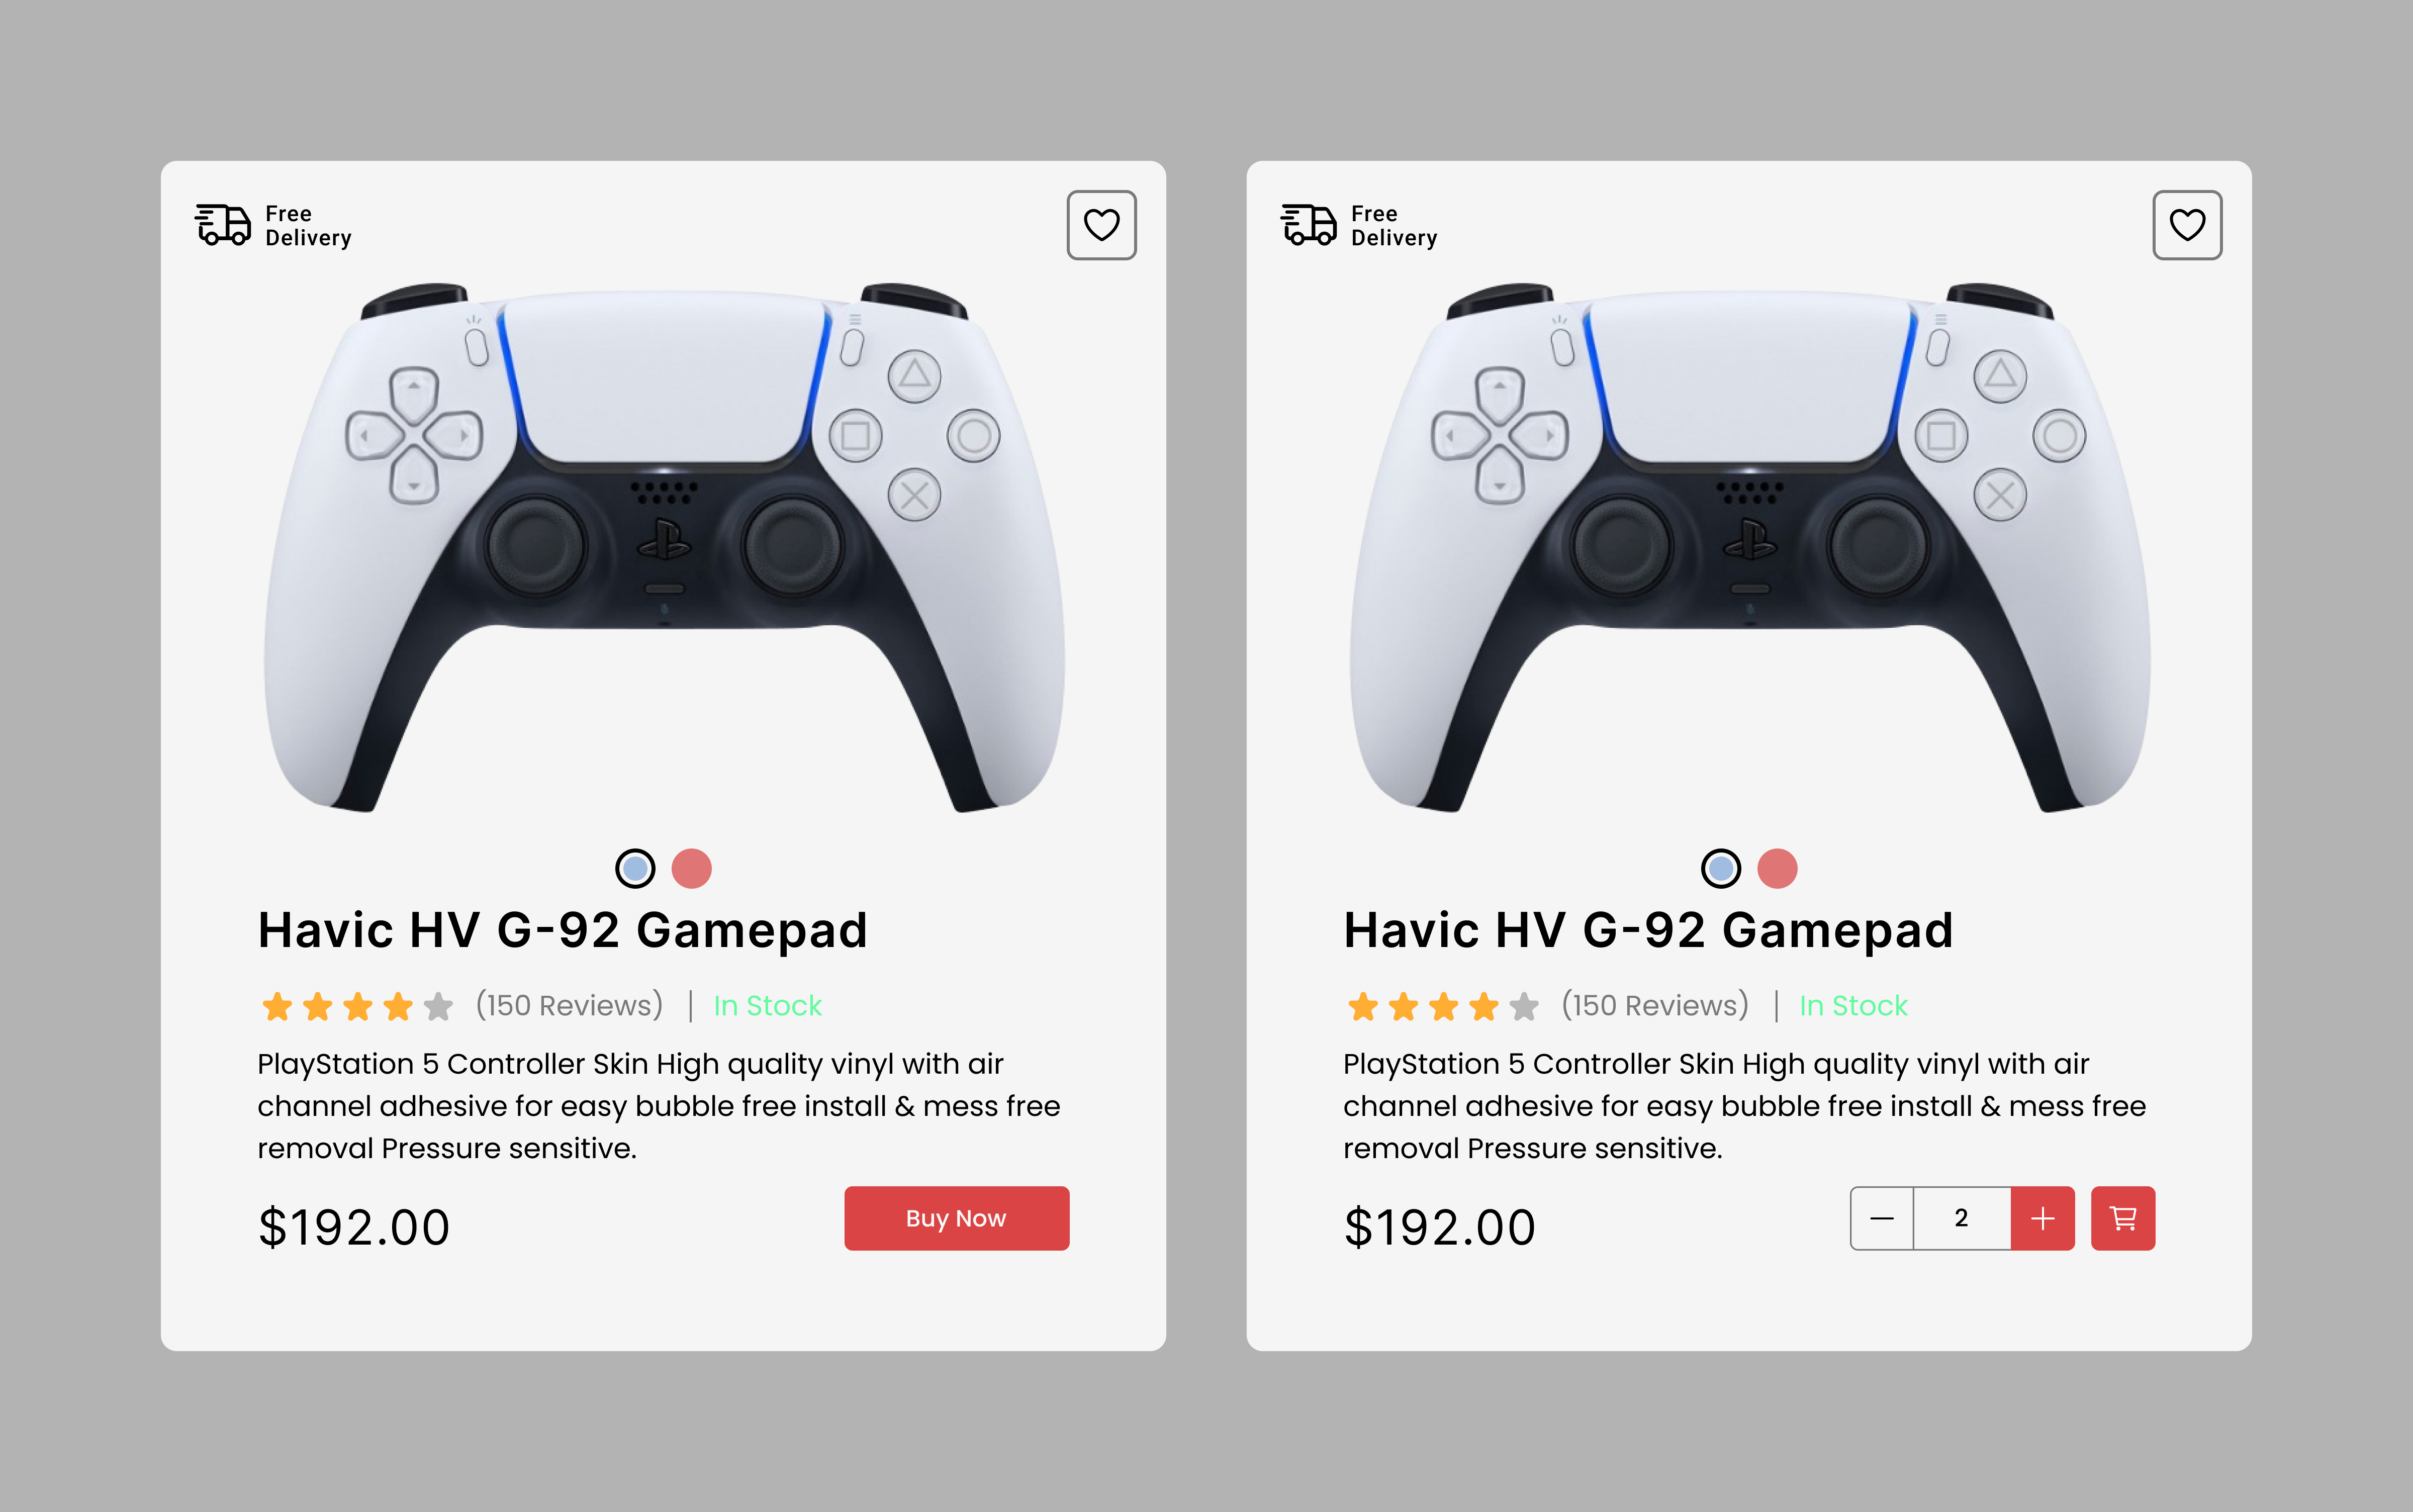 Free
Delivery
Havic HV G-92 Gamepad
(150 Reviews) | In Stock
PlayStation 5 Controller Skin High quality vinyl with air
channel adhesive for easy bubble free install & mess free
removal Pressure sensitive.
$192.00
Buy Now
Free
Delivery
Havic HV G-92 Gamepad
(150 Reviews) | In Stock
PlayStation 5 Controller Skin High quality vinyl with air
channel adhesive for easy bubble free install & mess free
removal Pressure sensitive.
$192.00
2